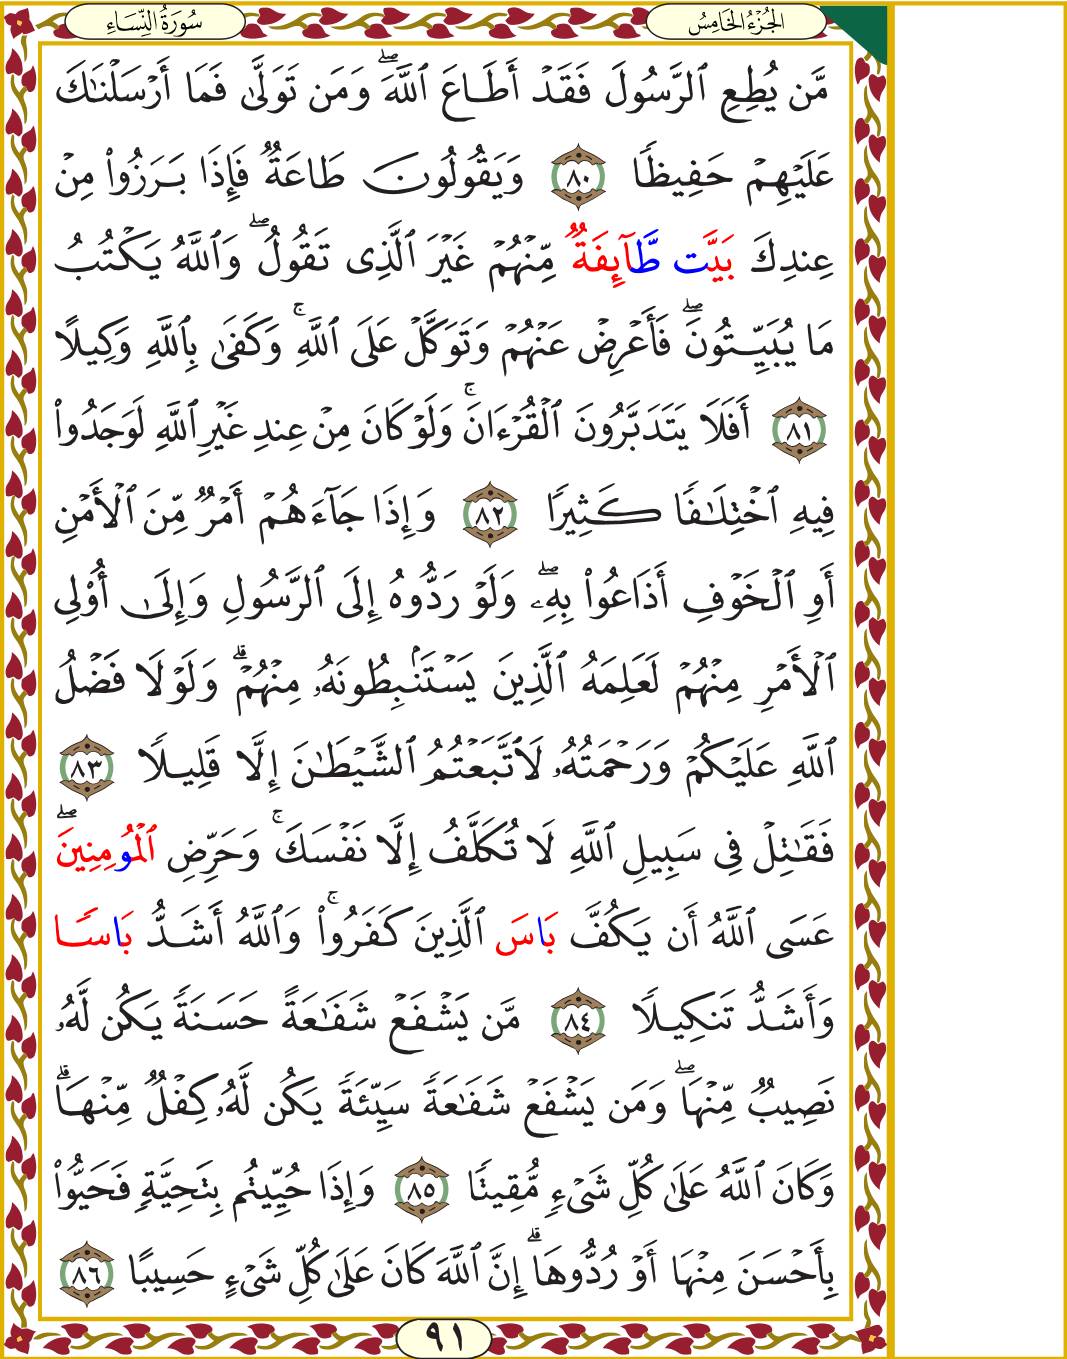 سُورَةُ النِّسَاءِ
الجُزْءُ الخَامِسُ
مَّن يُطِعِ ٱلرَّسُولَ فَقَدْ أَطَاعَ ٱللَّهَۖ وَمَن تَوَلَّىٰ فَمَآ أَرْسَلْنَٰكَ
عَلَيْهِمْ حَفِيظًا ٨٠ وَيَقُولُونَ طَاعَةٌ فَإِذَا بَرَزُوا۟ مِنْ
عِندِكَ بَيَّت طَّآئِفَةٌ مِّنْهُمْ غَيْرَ ٱلَّذِى تَقُولُۖ وَٱللَّهُ يَكْتُبُ
مَا يُبَيِّتُونَۖ فَأَعْرِضْ عَنْهُمْ وَتَوَكَّلْ عَلَى ٱللَّهِۚ وَكَفَىٰ بِٱللَّهِ وَكِيلًا
٨١ أَفَلَا يَتَدَبَّرُونَ ٱلْقُرْءَانَۚ وَلَوْ كَانَ مِنْ عِندِ غَيْرِ ٱللَّهِ لَوَجَدُوا۟
فِيهِ ٱخْتِلَٰفًا كَثِيرًا ٨٢ وَإِذَا جَآءَهُمْ أَمْرٌ مِّنَ ٱلْأَمْنِ
أَوِ ٱلْخَوْفِ أَذَاعُوا۟ بِهِۦۖ وَلَوْ رَدُّوهُ إِلَى ٱلرَّسُولِ وَإِلَىٰٓ أُو۟لِى
ٱلْأَمْرِ مِنْهُمْ لَعَلِمَهُ ٱلَّذِينَ يَسْتَنۢبِطُونَهُۥ مِنْهُمْۗ وَلَوْلَا فَضْلُ
ٱللَّهِ عَلَيْكُمْ وَرَحْمَتُهُۥ لَٱتَّبَعْتُمُ ٱلشَّيْطَٰنَ إِلَّا قَلِيلًا ٨٣
فَقَٰتِلْ فِى سَبِيلِ ٱللَّهِ لَا تُكَلَّفُ إِلَّا نَفْسَكَۚ وَحَرِّضِ ٱلْمُومِنِينَۖ
عَسَى ٱللَّهُ أَن يَكُفَّ بَاسَ ٱلَّذِينَ كَفَرُوا۟ۚ وَٱللَّهُ أَشَدُّ بَاسًا
وَأَشَدُّ تَنكِيلًا ٨٤ مَّن يَشْفَعْ شَفَٰعَةً حَسَنَةً يَكُن لَّهُۥ
نَصِيبٌ مِّنْهَاۖ وَمَن يَشْفَعْ شَفَٰعَةً سَيِّئَةً يَكُن لَّهُۥ كِفْلٌ مِّنْهَاۗ
وَكَانَ ٱللَّهُ عَلَىٰ كُلِّ شَىْءٍ مُّقِيتًا ٨٥ وَإِذَا حُيِّيتُم بِتَحِيَّةٍ فَحَيُّوا۟
بِأَحْسَنَ مِنْهَآ أَوْ رُدُّوهَآۗ إِنَّ ٱللَّهَ كَانَ عَلَىٰ كُلِّ شَىْءٍ حَسِيبًا ٨٦
٩١